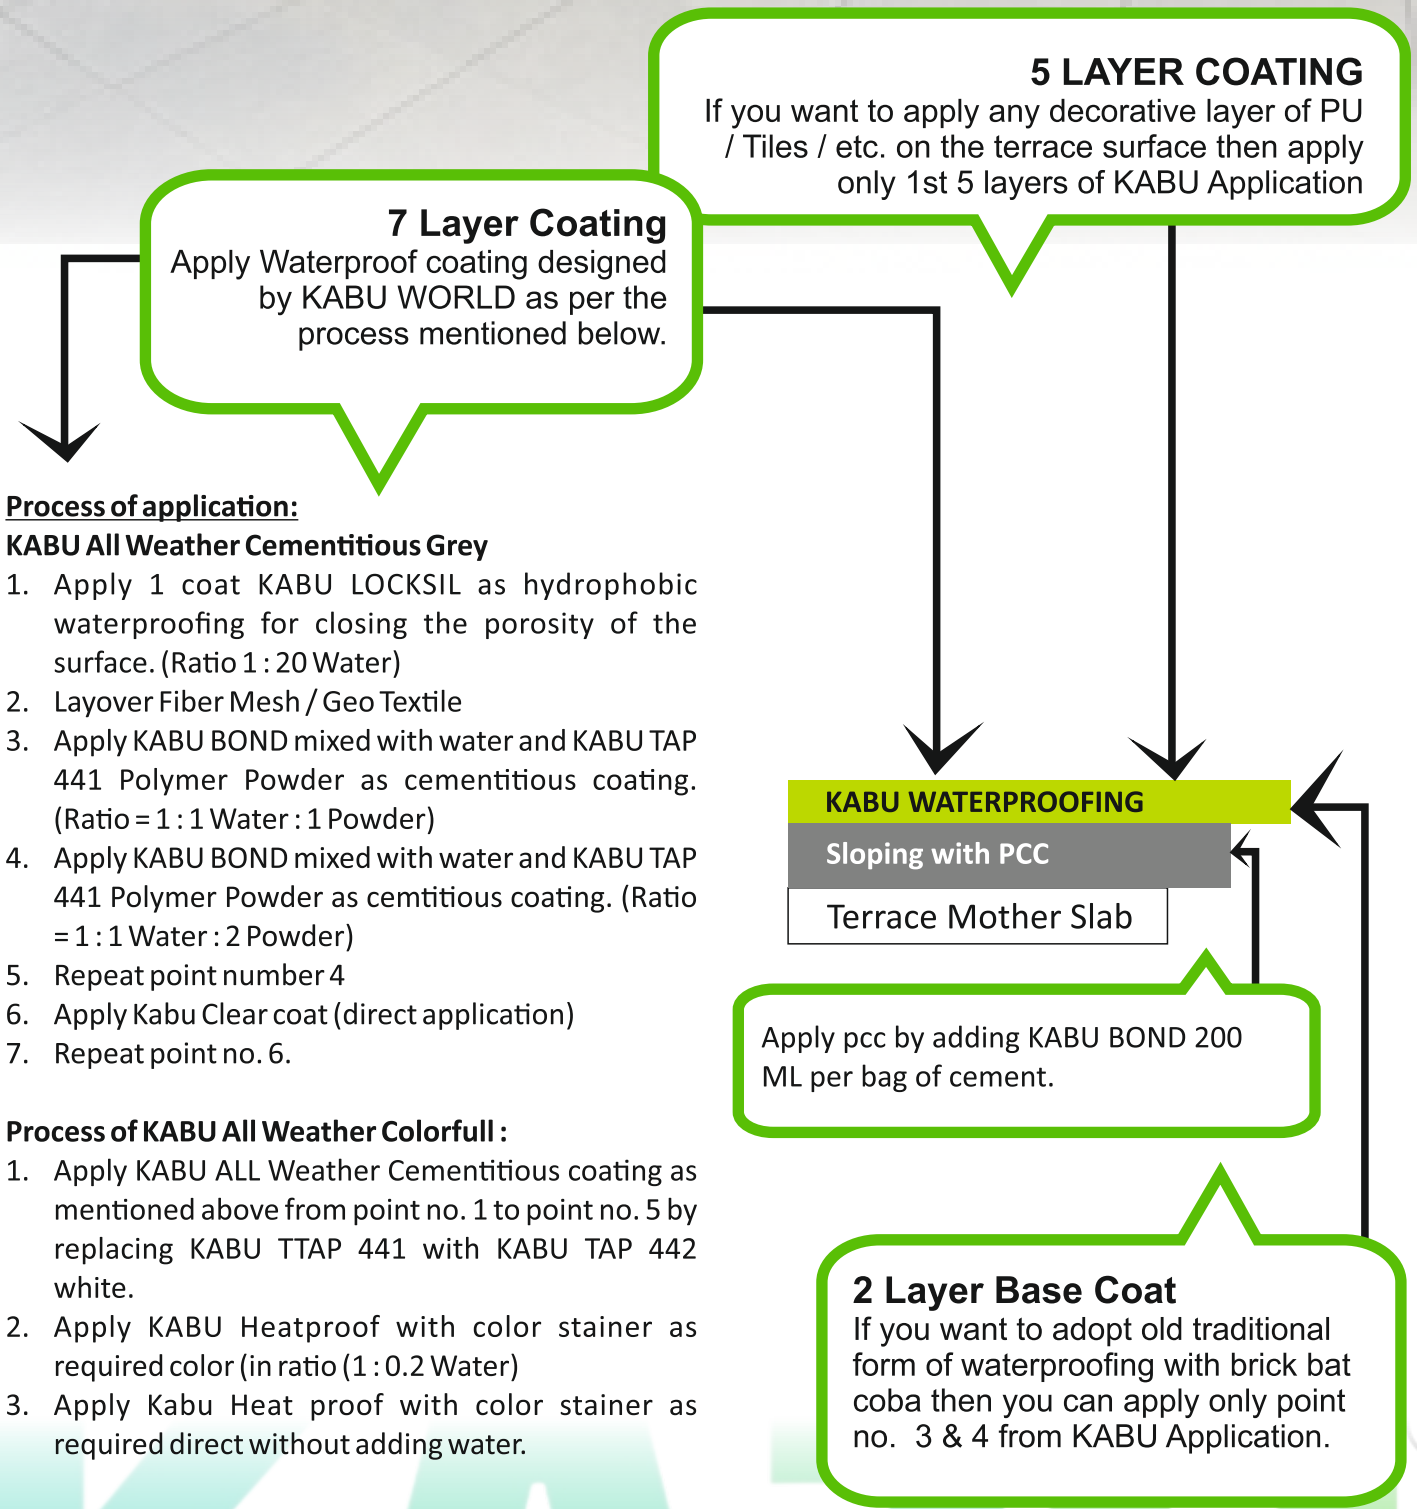 5 LAYER COATING
If you want to apply any decorative layer of PU
/ Tiles / etc. on the terrace surface then apply
only 1st 5 layers of KABU Application
7 Layer Coating
Apply Waterproof coating designed
by KABU WORLD as per the
process mentioned below.
Process of application:
KABU All Weather Cementitious Grey
1. Apply 1 coat KABU LOCKSIL as hydrophobic
waterproofing for closing the porosity of the
surface. (Ratio 1 : 20 Water)
2. Layover Fiber Mesh / Geo Textile
3. Apply KABU BOND mixed with water and KABU TAP
441 Polymer Powder as cementitious coating.
(Ratio = 1 : 1 Water : 1 Powder)
4. Apply KABU BOND mixed with water and KABU TAP
441 Polymer Powder as cemtitious coating. (Ratio
= 1 : 1 Water : 2 Powder)
5. Repeat point number 4
6. Apply Kabu Clear coat (direct application)
7. Repeat point no. 6.
Process of KABU All Weather Colorfull :
1. Apply KABU ALL Weather Cementitious coating as
mentioned above from point no. 1 to point no. 5 by
replacing KABU TTAP 441 with KABU TAP 442
white.
2. Apply KABU Heatproof with color stainer as
required color (in ratio (1 : 0.2 Water)
3. Apply Kabu Heat proof with color stainer as
required direct without adding water.
KABU WATERPROOFING
Sloping with PCC
Terrace Mother Slab
Apply pcc by adding KABU BOND 200
ML per bag of cement.
2 Layer Base Coat
If you want to adopt old traditional
form of waterproofing with brick bat
coba then you can apply only point
no. 3 & 4 from KABU Application.